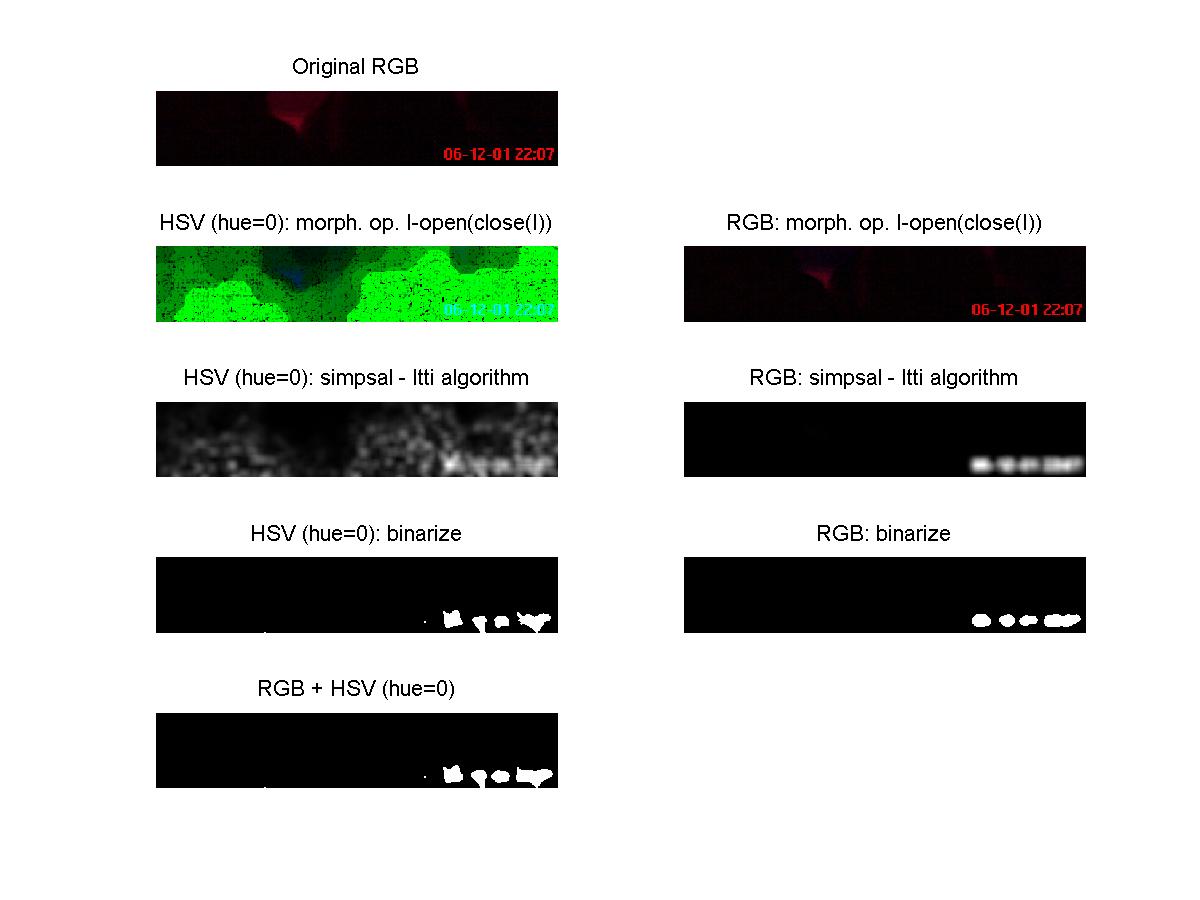 Original RGB
06-12-01 22:07
HSV (hue=0): morph. op. I-open(close(I))
RGB: morph. op. I-open(close(I))
06-12-01 22:07
06-12-01 22:07
HSV (hue=0): simpsal - Itti algorithm
RGB: simpsal - Itti algorithm
HSV (hue=0): binarize
RGB: binarize
RGB + HSV (hue=0)